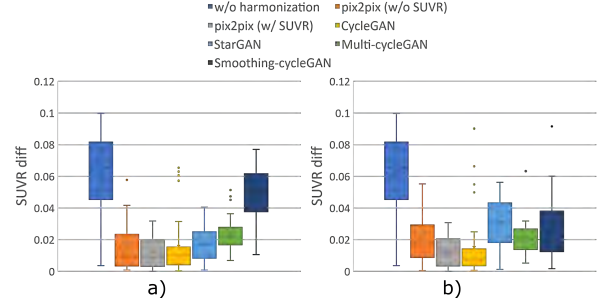 w/o harmonization pix2pix (w/o SUVR)
pix2pix (w/ SUVR) CycleGAN
StarGAN Multi-cycleGAN
Smoothing-cycleGAN
0.12 0.12
0.1 0.1
0.08 0.08
0.06 0.06
0.04 0.04
0.02 0.02
0 0
SUVR diff SUVR diff
a) b)